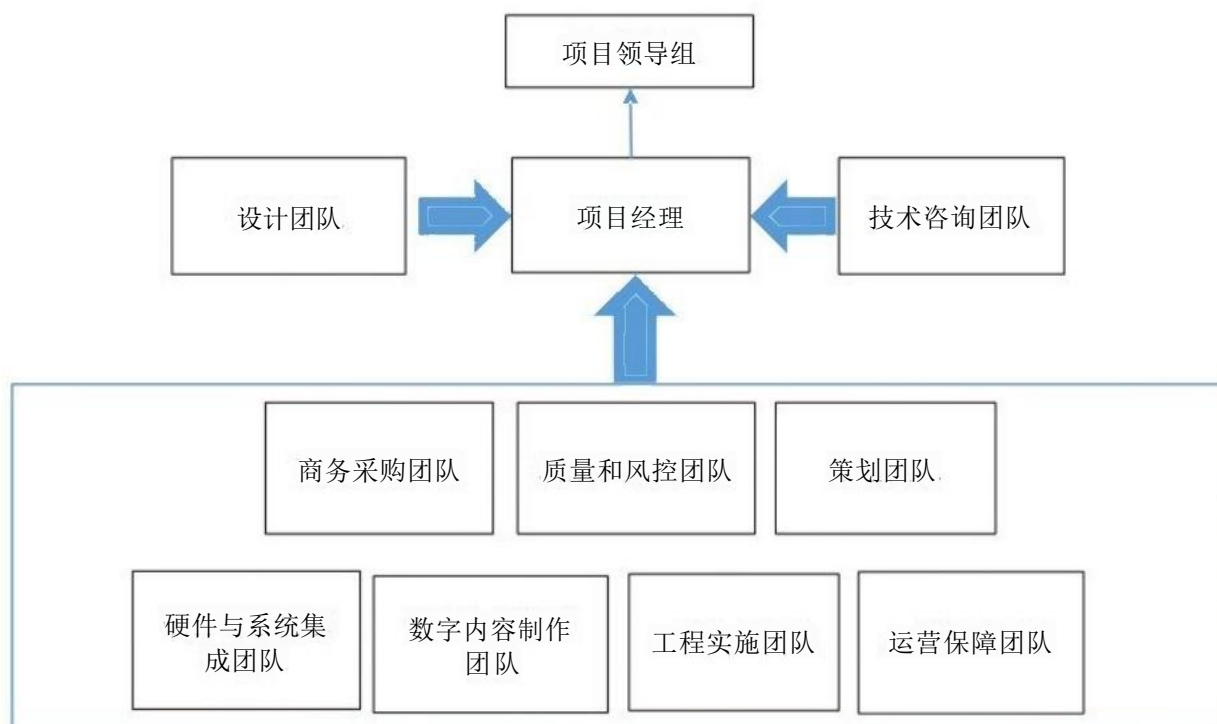 项目领导组
设计团队
项目经理
技术咨询团队
商务采购团队
质量和风控团队
策划团队
硬件与系统集
成团队
数字内容制作
团队
工程实施团队
运营保障团队